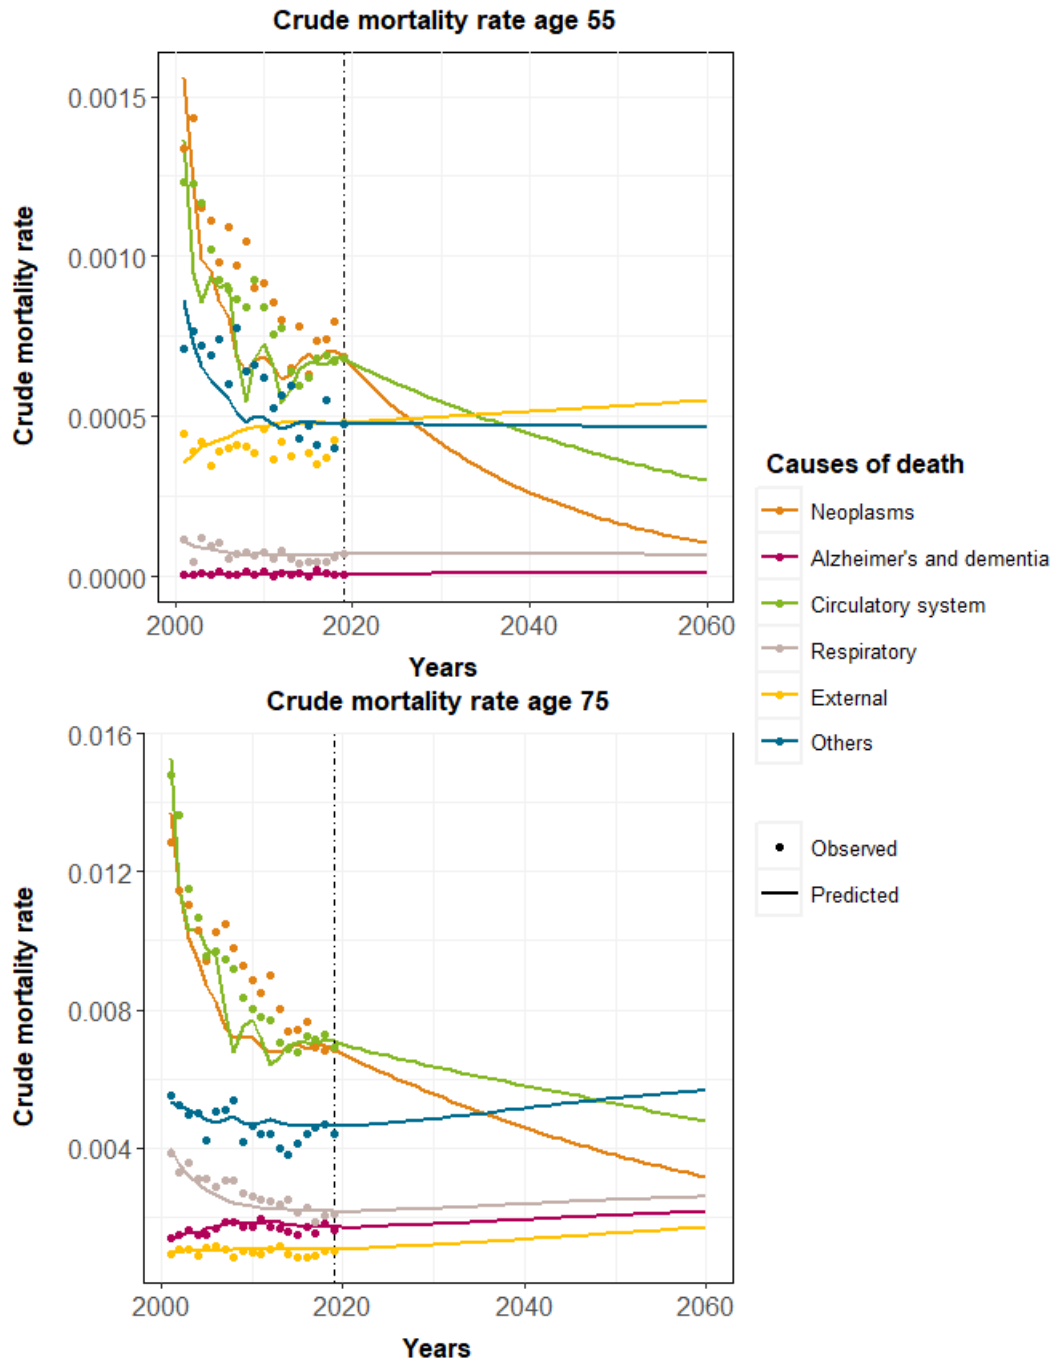 Crude mortality rate age 55
Crude mortality rate
0.0015
0.0010
0.0005
0.0000
2000 2020 2040 2060
Years
Crude mortality rate age 75
Crude mortality rate
0.016
0.012
0.008
0.004
2000 2020 2040 2060
Years
Causes of death
Neoplasms
Alzheimer's and dementia
Circulatory system
Respiratory
External
Others
Observed
Predicted